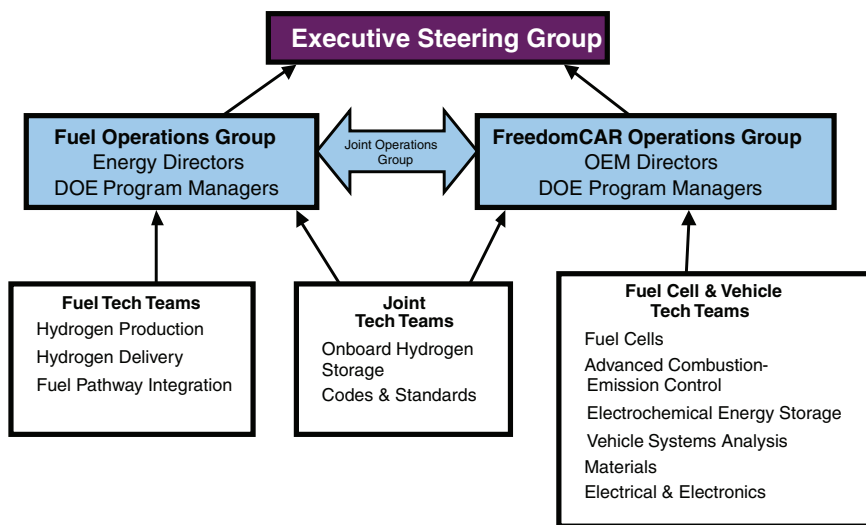 Executive Steering Group
Fuel Operations Group
Energy Directors
DOE Program Managers
Joint Operations
Group
FreedomCAR Operations Group
OEM Directors
DOE Program Managers
Fuel Tech Teams
Hydrogen Production
Hydrogen Delivery
Fuel Pathway Integration
Joint
Tech Teams
Onboard Hydrogen
Storage
Codes & Standards
Fuel Cell & Vehicle
Tech Teams
Fuel Cells
Advanced Combustion-
Emission Control
Electrochemical Energy Storage
Vehicle Systems Analysis
Materials
Electrical & Electronics